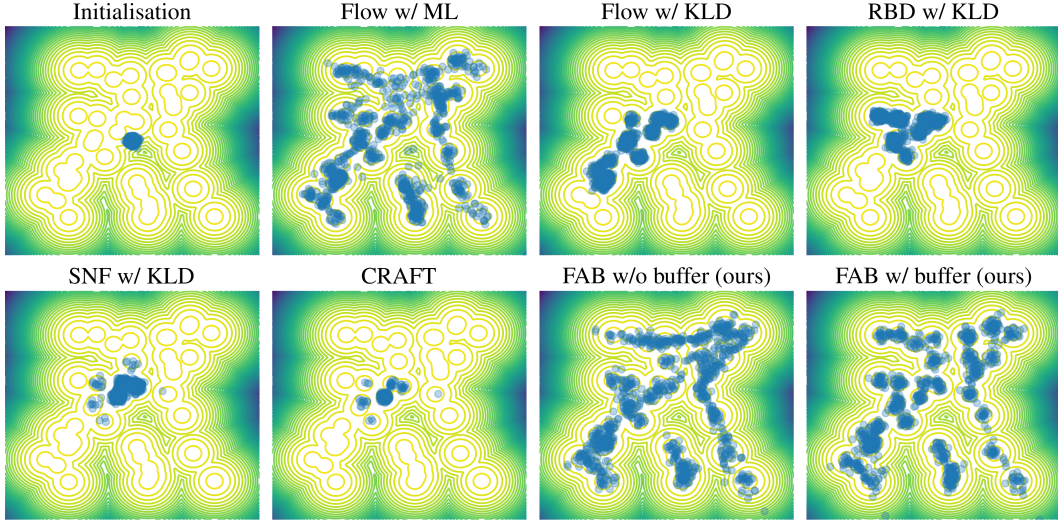 Initialisation
Flow w/ ML
Flow w/ KLD
RBD w/ KLD
SNF w/ KLD
CRAFT
FAB w/o buffer (ours)
FAB w/ buffer (ours)